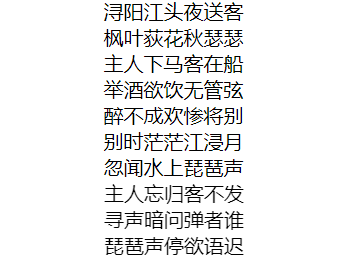 浔阳江头夜送客
枫叶荻花秋瑟瑟
主人下马客在船
举酒欲饮无管弦
醉不成欢惨将别
别时茫茫江浸月
忽闻水上琵琶声
主人忘归客不发
寻声暗问弹者谁
琵琶声停欲语迟